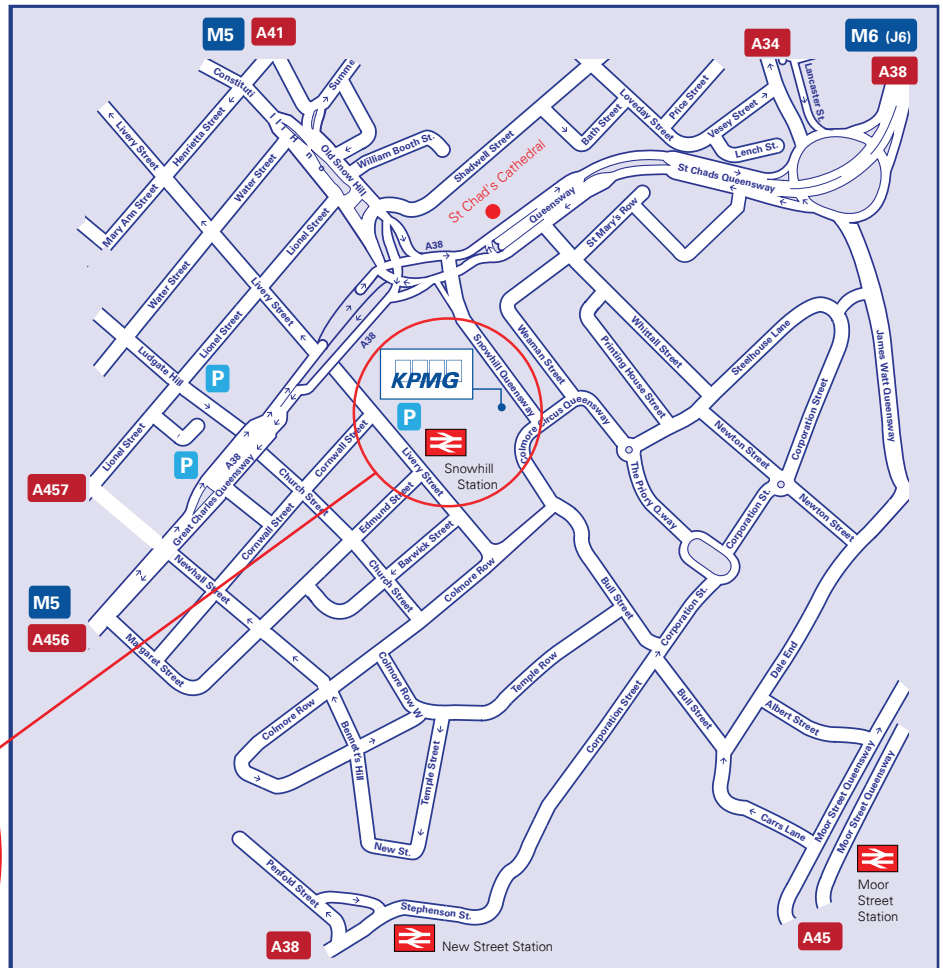 M5
A41
A34
M6 (J6)
A38
Constituti
Summe
Livery Street
Henrietta Street
Old Snow Hill
William Booth St.
Water Street
Mary Ann Street
Lionel Street
Shadwell Street
Bath Street
Loveday Street
Price Street
Vesey Street
Lancaster St.
Lench St.
St Chad's Cathedral
St Chads Queensway
Queensway
St Mary's Row
A38
Water Street
Livery Street
Lionel Street
A38
Ludgate Hill
P
KPMG
P
Snowhill
Station
Snowhill Queensway
Weaman Street
Printing House Street
Whittall Street
Steelhouse Lane
James Watt Queensway
Colmore Circus Queensway
Corporation Street
Newton Street
Newton Street
The Priory Q.way
Corporation St.
Lionel Street
P
A38
Great Charles Queensway
A457
Church Street
Cornwall Street
Cornwall Street
Livery Street
Edmund Street
Barwick Street
Church Street
Colmore Row
Newhall Street
M5
A456
Margaret Street
Bull Street
Corporation St.
Temple Row
Colmore Row W
Colmore Row
Bennett's Hill
Temple Street
New St.
Corporation Street
Bull Street
Dale End
Albert Street
Carrs Lane
Moor Street Queensway
Moor Street Queensway
Moor
Street
Station
A45
Penfold Street
Stephenson St.
A38
New Street Station